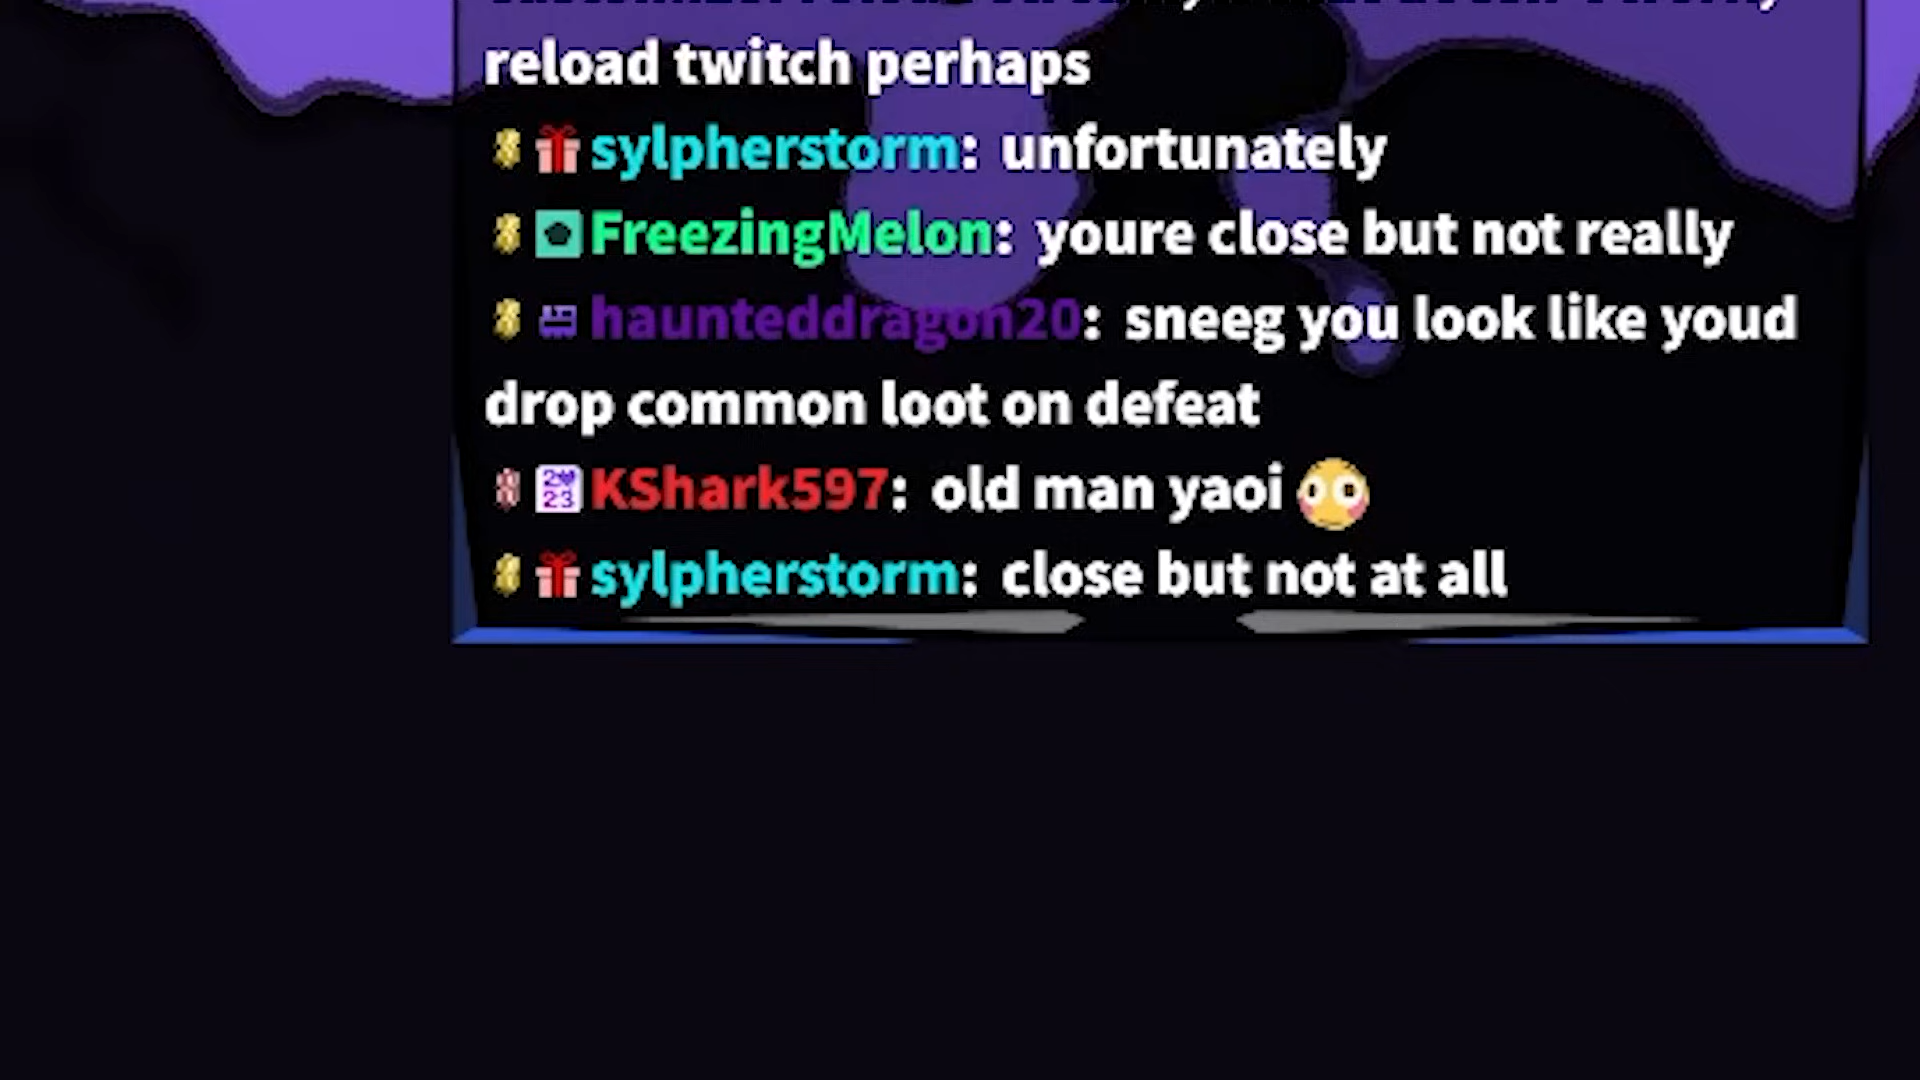 reload twitch perhaps
sylpherstorm: unfortunately
FreezingMelon: youre close but not really
haunteddragon20: sneeg you look like youd
drop common loot on defeat
2023
KShark597: old man yaoi 😳
sylpherstorm: close but not at all